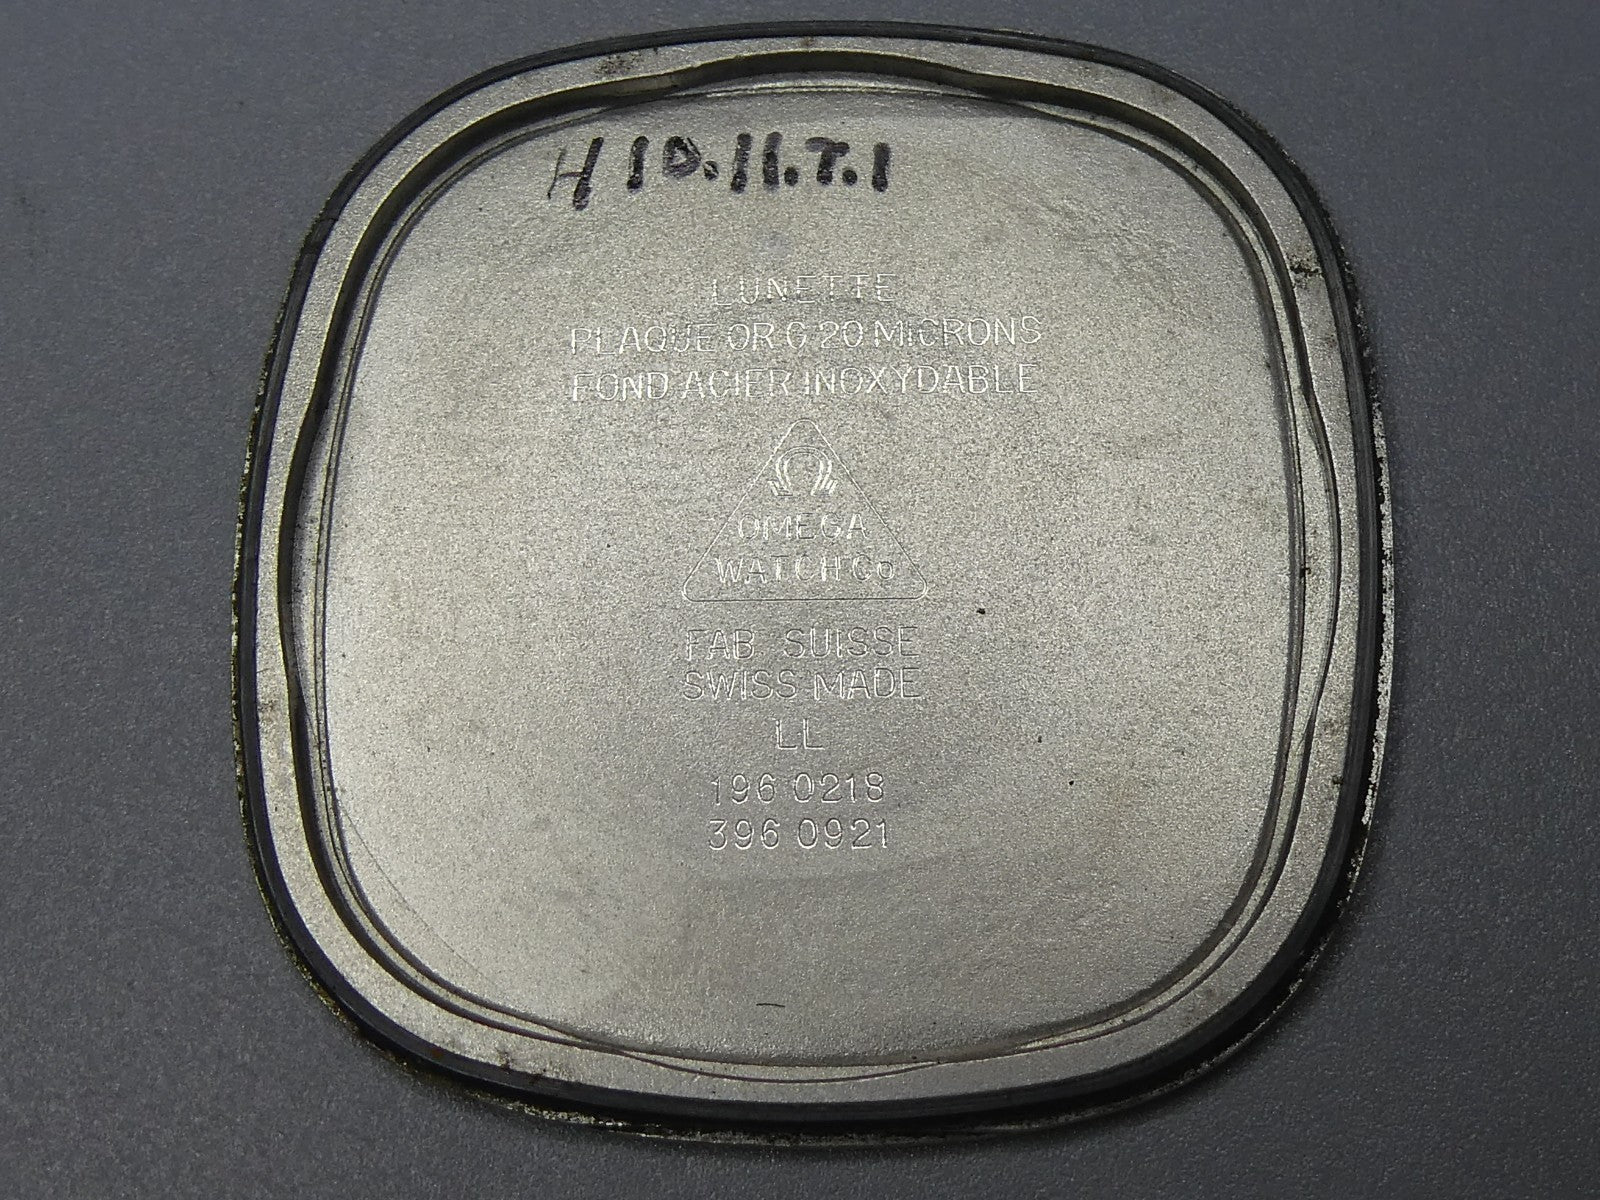 H 10.11.T.1
LUNETTE
PLAQUE OR G 20 MICRONS
FOND ACIER INOXYDABLE
Ω
OMEGA
WATCH Co
FAB SUISSE
SWISS MADE
LL
196 0218
396 0921